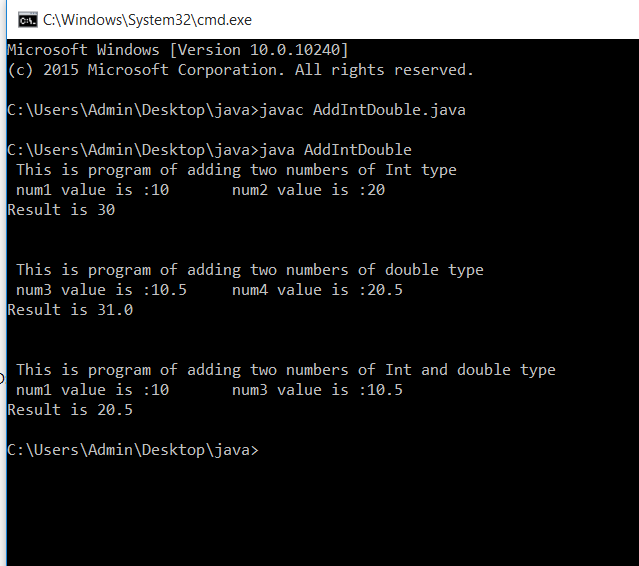 C:\Windows\System32\cmd.exe
Microsoft Windows [Version 10.0.10240]
(c) 2015 Microsoft Corporation. All rights reserved.
C:\Users\Admin\Desktop\java>javac AddIntDouble.java
C:\Users\Admin\Desktop\java>java AddIntDouble
This is program of adding two numbers of Int type
num1 value is :10       num2 value is :20
Result is 30
This is program of adding two numbers of double type
num3 value is :10.5     num4 value is :20.5
Result is 31.0
This is program of adding two numbers of Int and double type
num1 value is :10       num3 value is :10.5
Result is 20.5
C:\Users\Admin\Desktop\java>